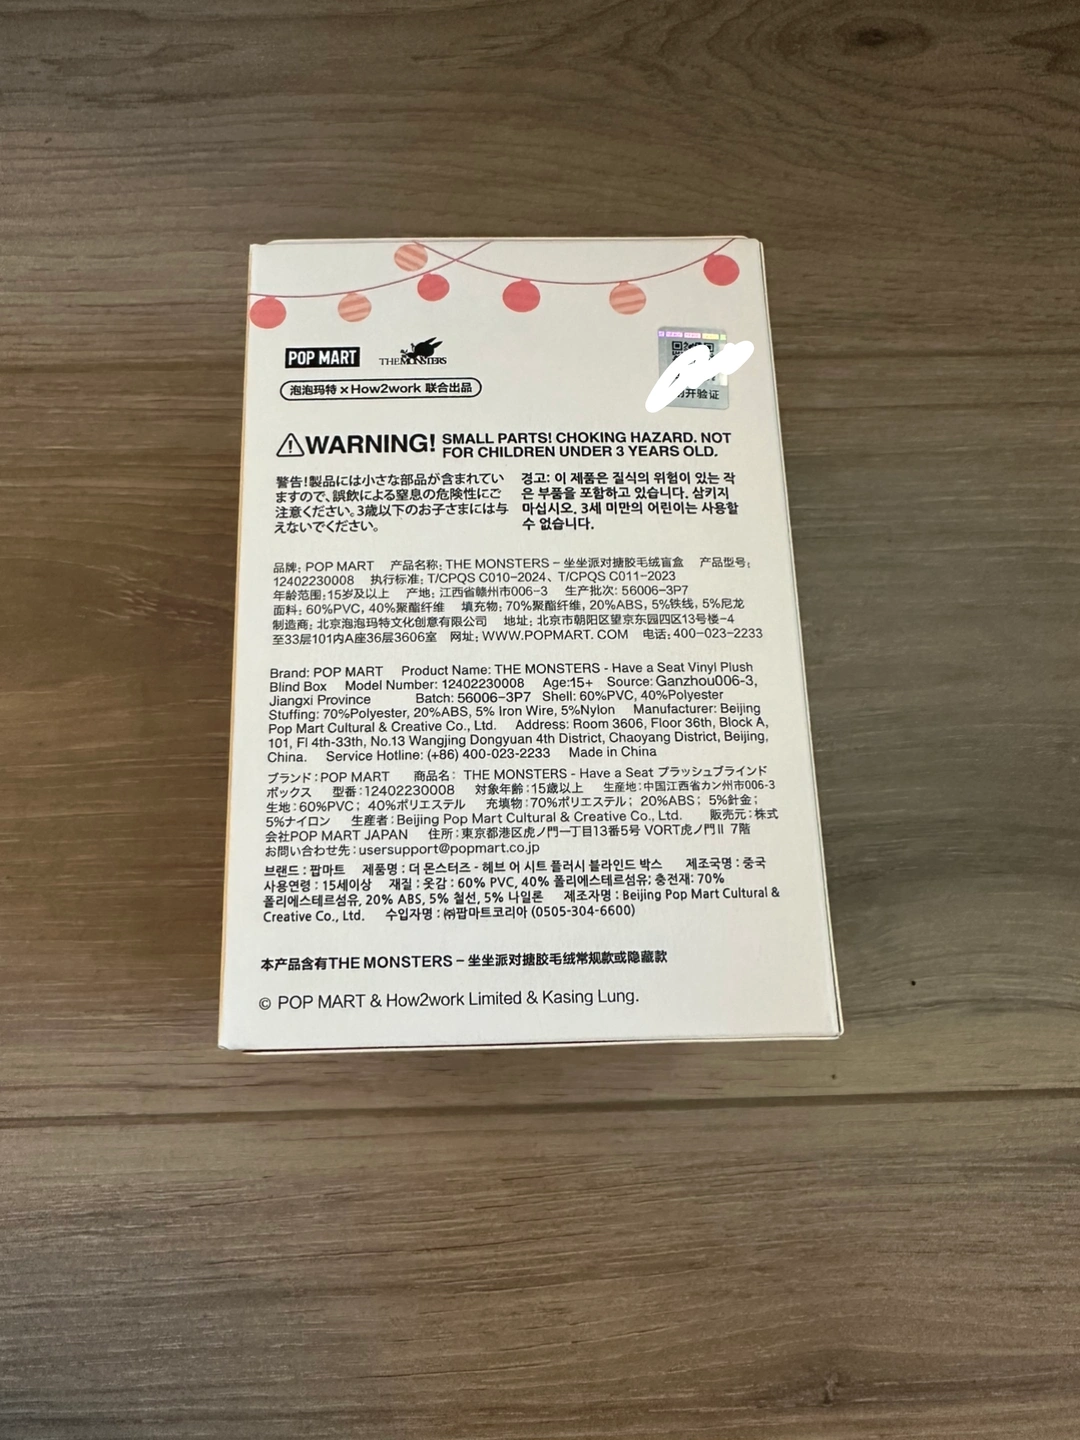 POP MART THE MONSTERS
泡泡玛特×How2work 联合出品
开验证
WARNING! SMALL PARTS! CHOKING HAZARD. NOT
FOR CHILDREN UNDER 3 YEARS OLD.
警告!製品には小さな部品が含まれてい
ますので、誤飲による窒息の危険性にご
注意ください。3歳以下のお子さまには与
えないでください。
경고: 이 제품은 질식의 위험이 있는 작
은 부품을 포함하고 있습니다. 삼키지
마십시오. 3세 미만의 어린이는 사용할
수 없습니다.
品牌: POP MART 产品名称: THE MONSTERS – 坐坐派对搪胶毛绒盲盒 产品型号:
12402230008 执行标准: T/CPQS C010-2024、T/CPQS C011-2023
年龄范围:15岁及以上 产地: 江西省赣州市006-3 生产批次: 56006-3P7
面料: 60%PVC, 40%聚酯纤维 填充物: 70%聚酯纤维, 20%ABS, 5%铁线, 5%尼龙
制造商: 北京泡泡玛特文化创意有限公司 地址: 北京市朝阳区望京东园四区13号楼-4
至33层101内A座36层3606室 网址: WWW.POPMART. COM 电话: 400-023-2233
Brand: POP MART Product Name: THE MONSTERS - Have a Seat Vinyl Plush
Blind Box Model Number: 12402230008 Age:15+ Source: Ganzhou006-3,
Jiangxi Province Batch: 56006-3P7 Shell: 60%PVC, 40%Polyester
Stuffing: 70%Polyester, 20%ABS, 5% Iron Wire, 5%Nylon Manufacturer: Beijing
Pop Mart Cultural & Creative Co., Ltd. Address: Room 3606, Floor 36th, Block A,
101, Fl 4th-33th, No.13 Wangjing Dongyuan 4th District, Chaoyang District, Beijing,
China. Service Hotline: (+86) 400-023-2233 Made in China
ブランド:POP MART 商品名: THE MONSTERS - Have a Seat プラッシュブラインド
ボックス 型番:12402230008 対象年齢:15歳以上 生産地:中国江西省カン州市006-3
生地:60%PVC; 40%ポリエステル 充填物:70%ポリエステル; 20%ABS; 5%針金;
5%ナイロン 生産者:Beijing Pop Mart Cultural & Creative Co., Ltd. 販売元:株式
会社POP MART JAPAN 住所:東京都港区虎ノ門一丁目13番5号 VORT虎ノ門Ⅱ 7階
お問い合わせ先:usersupport@popmart.co.jp
브랜드 : 팝마트 제품명 : 더 몬스터즈 - 헤브 어 시트 플러시 블라인드 박스 제조국명 : 중국
사용연령 : 15세이상 재질 : 옷감 : 60% PVC, 40% 폴리에스테르섬유; 충전재: 70%
폴리에스테르섬유, 20% ABS, 5% 철선, 5% 나일론 제조자명 : Beijing Pop Mart Cultural &
Creative Co., Ltd. 수입자명 : ㈜팝마트코리아 (0505-304-6600)
本产品含有THE MONSTERS – 坐坐派对搪胶毛绒常规款或隐藏款
© POP MART & How2work Limited & Kasing Lung.